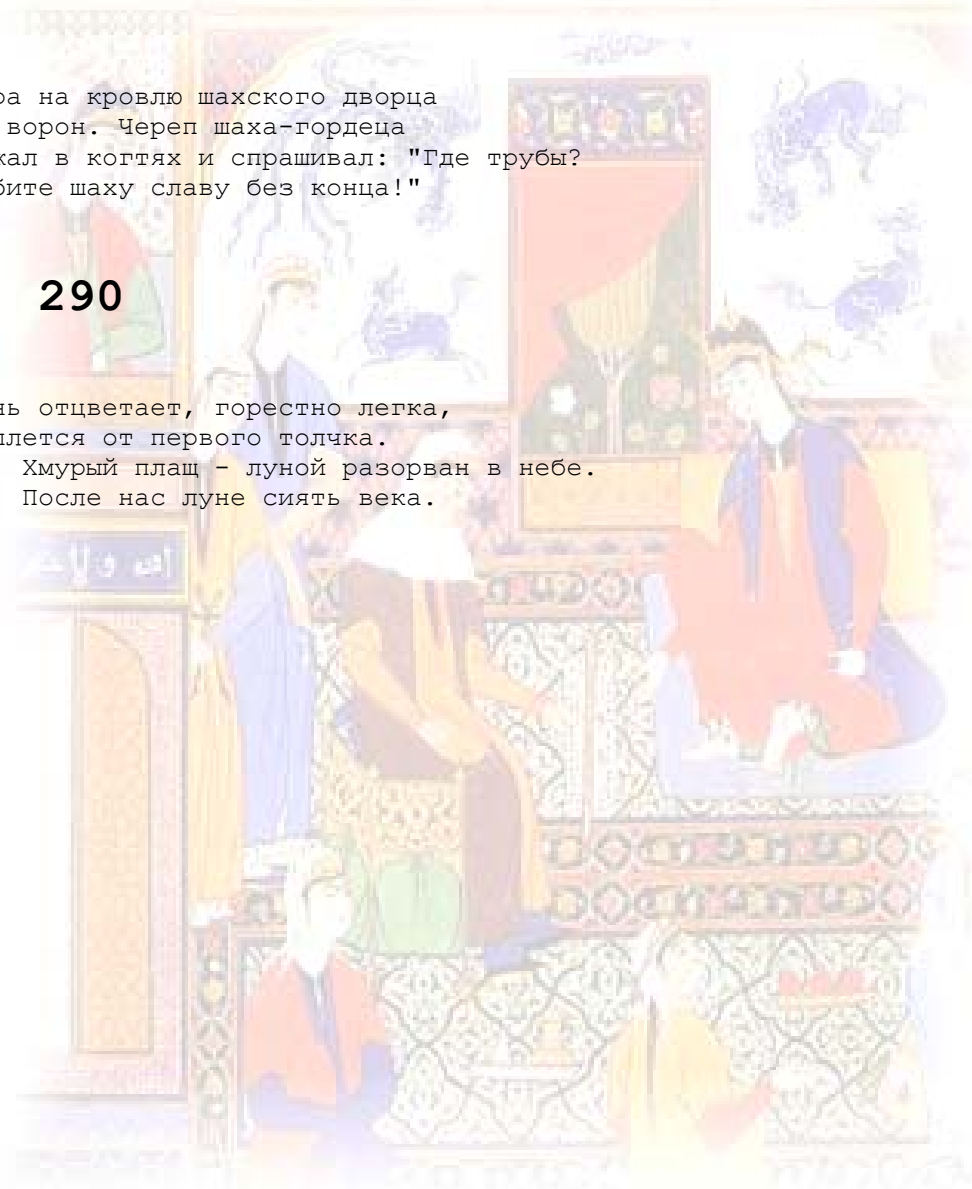 ра на кровлю шахского дворца
ворон. Череп шаха-гордеца
жал в когтях и спрашивал: "Где трубы?
бите шаху славу без конца!"
290
нь отцветает, горестно легка,
плется от первого толчка.
Хмурый плащ - луной разорван в небе.
После нас луне сиять века.